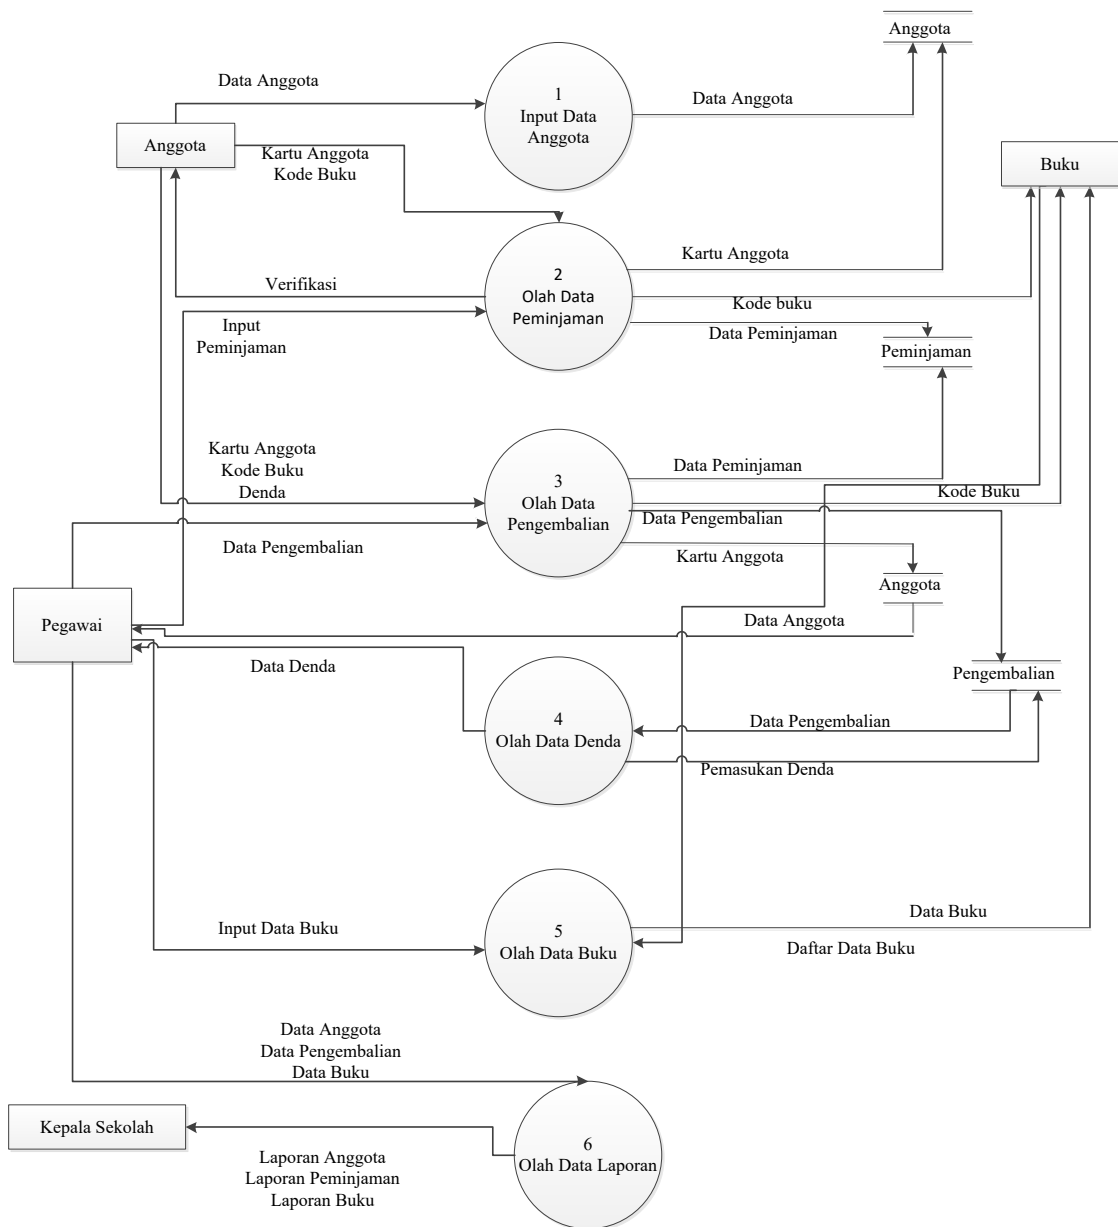 Anggota
Data Anggota
1
Input Data
Anggota
Data Anggota
Anggota
Kartu Anggota
Kode Buku
Buku
2
Olah Data
Peminjaman
Kartu Anggota
Verifikasi
Kode buku
Input
Peminjaman
Data Peminjaman
Peminjaman
Kartu Anggota
Kode Buku
Denda
3
Olah Data
Pengembalian
Data Peminjaman
Kode Buku
Data Pengembalian
Data Pengembalian
Kartu Anggota
Anggota
Pegawai
Data Anggota
Data Denda
Pengembalian
4
Olah Data Denda
Data Pengembalian
Pemasukan Denda
Input Data Buku
5
Olah Data Buku
Data Buku
Daftar Data Buku
Data Anggota
Data Pengembalian
Data Buku
Kepala Sekolah
6
Olah Data Laporan
Laporan Anggota
Laporan Peminjaman
Laporan Buku